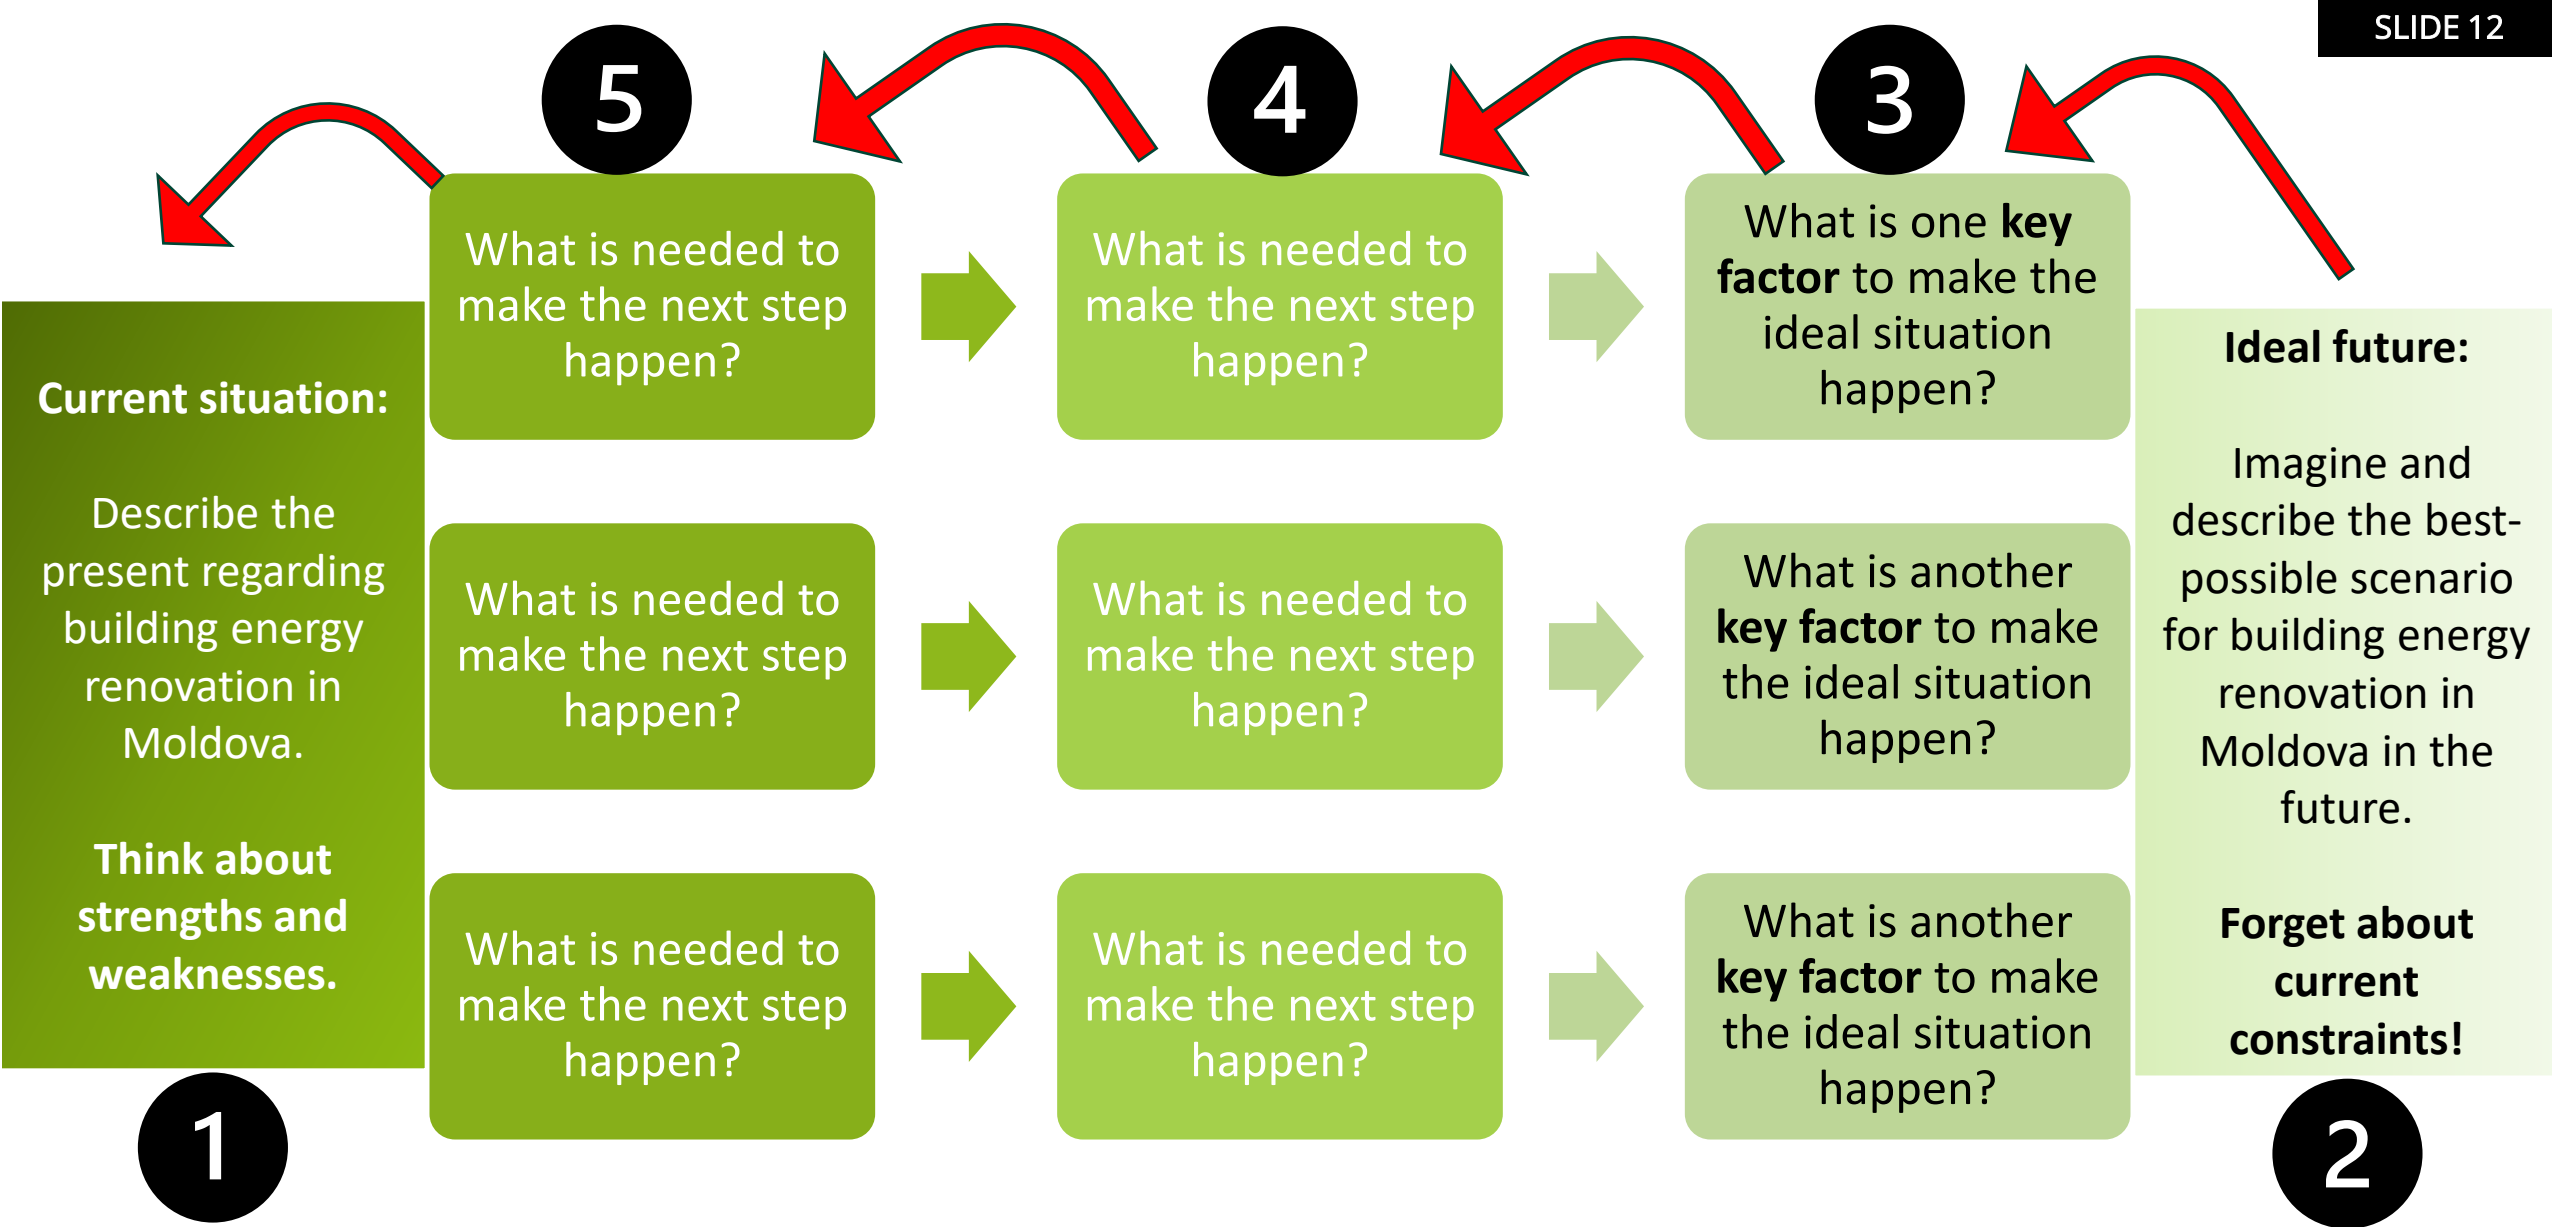 SLIDE 12
5
4
3
Current situation:
Describe the
present regarding
building energy
renovation in
Moldova.
Think about
strengths and
weaknesses.
1
What is needed to
make the next step
happen?
What is needed to
make the next step
happen?
What is one key
factor to make the
ideal situation
happen?
What is needed to
make the next step
happen?
What is needed to
make the next step
happen?
What is another
key factor to make
the ideal situation
happen?
What is needed to
make the next step
happen?
What is needed to
make the next step
happen?
What is another
key factor to make
the ideal situation
happen?
Ideal future:
Imagine and
describe the best-
possible scenario
for building energy
renovation in
Moldova in the
future.
Forget about
current
constraints!
2